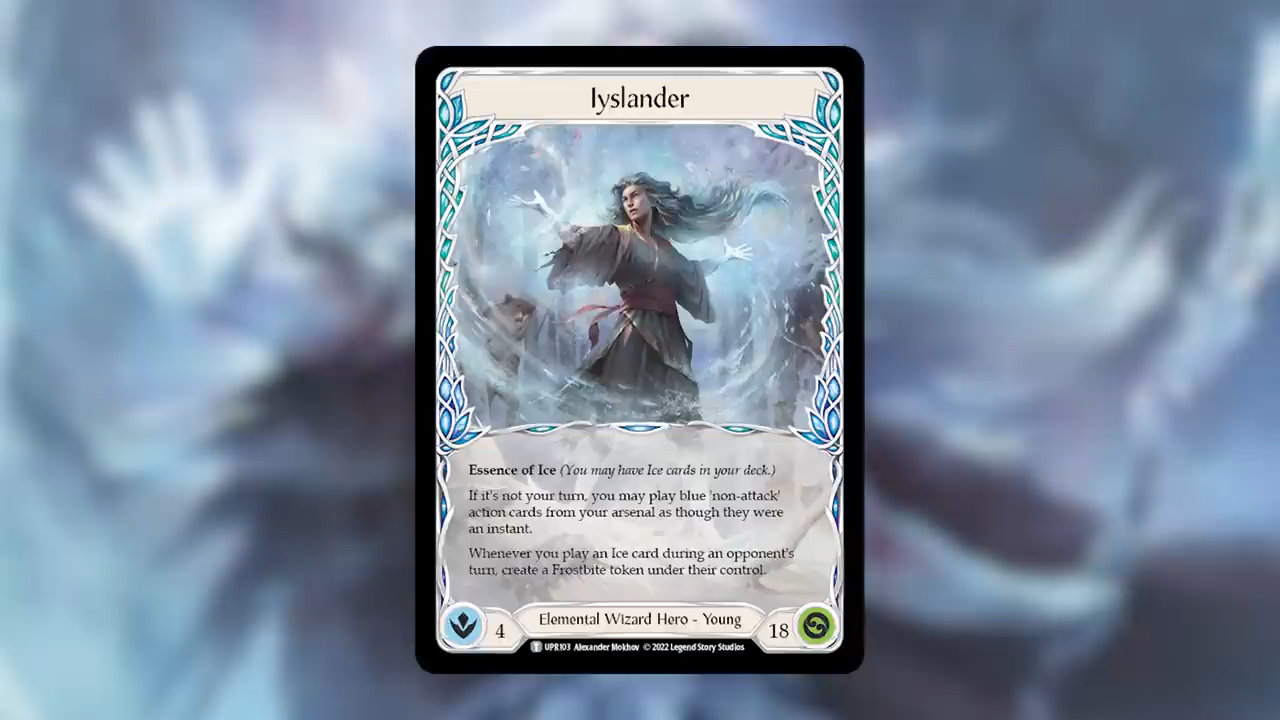 Iyslander
Essence of Ice (You may have Ice cards in your deck.)
If it's not your turn, you may play blue 'non-attack'
action cards from your arsenal as though they were
an instant.
Whenever you play an Ice card during an opponent's
turn, create a Frostbite token under their control.
4
Elemental Wizard Hero - Young
18
T UPR103 Alexander Mokhov © 2022 Legend Story Studios